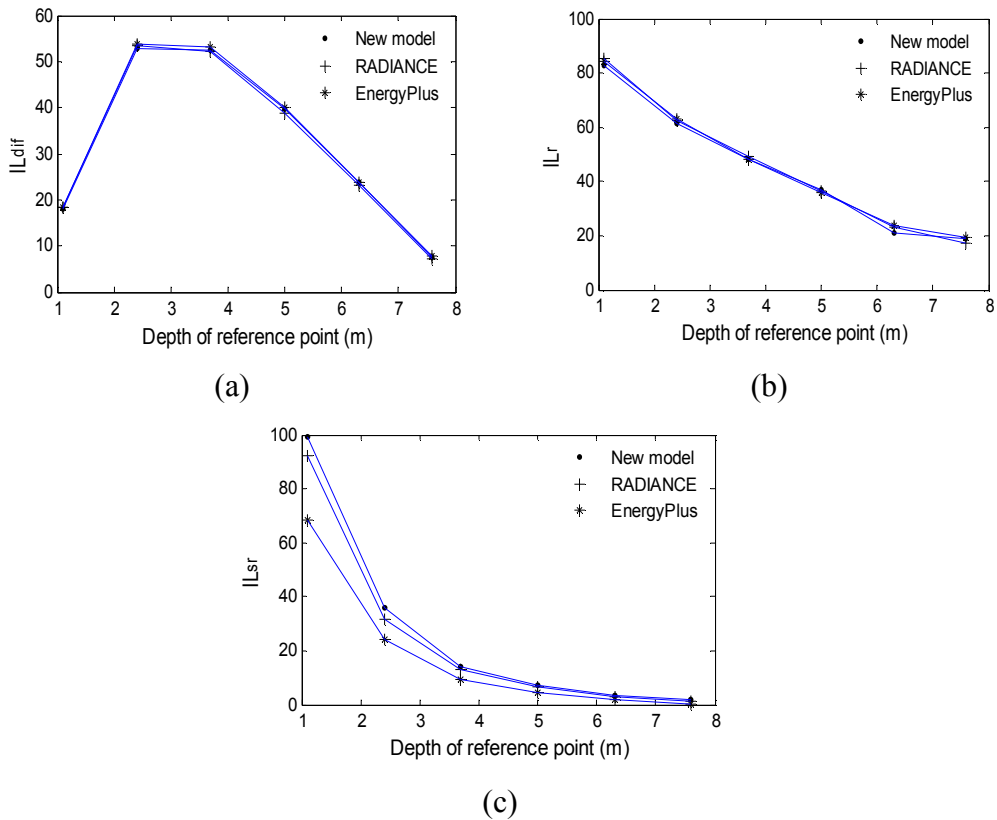 60
50
40
30
20
10
0
ILdif
New model
RADIANCE
EnergyPlus
1 2 3 4 5 6 7 8
Depth of reference point (m)
(a)
100
80
60
40
20
0
ILr
New model
RADIANCE
EnergyPlus
1 2 3 4 5 6 7 8
Depth of reference point (m)
(b)
100
80
60
40
20
0
ILsr
New model
RADIANCE
EnergyPlus
1 2 3 4 5 6 7 8
Depth of reference point (m)
(c)